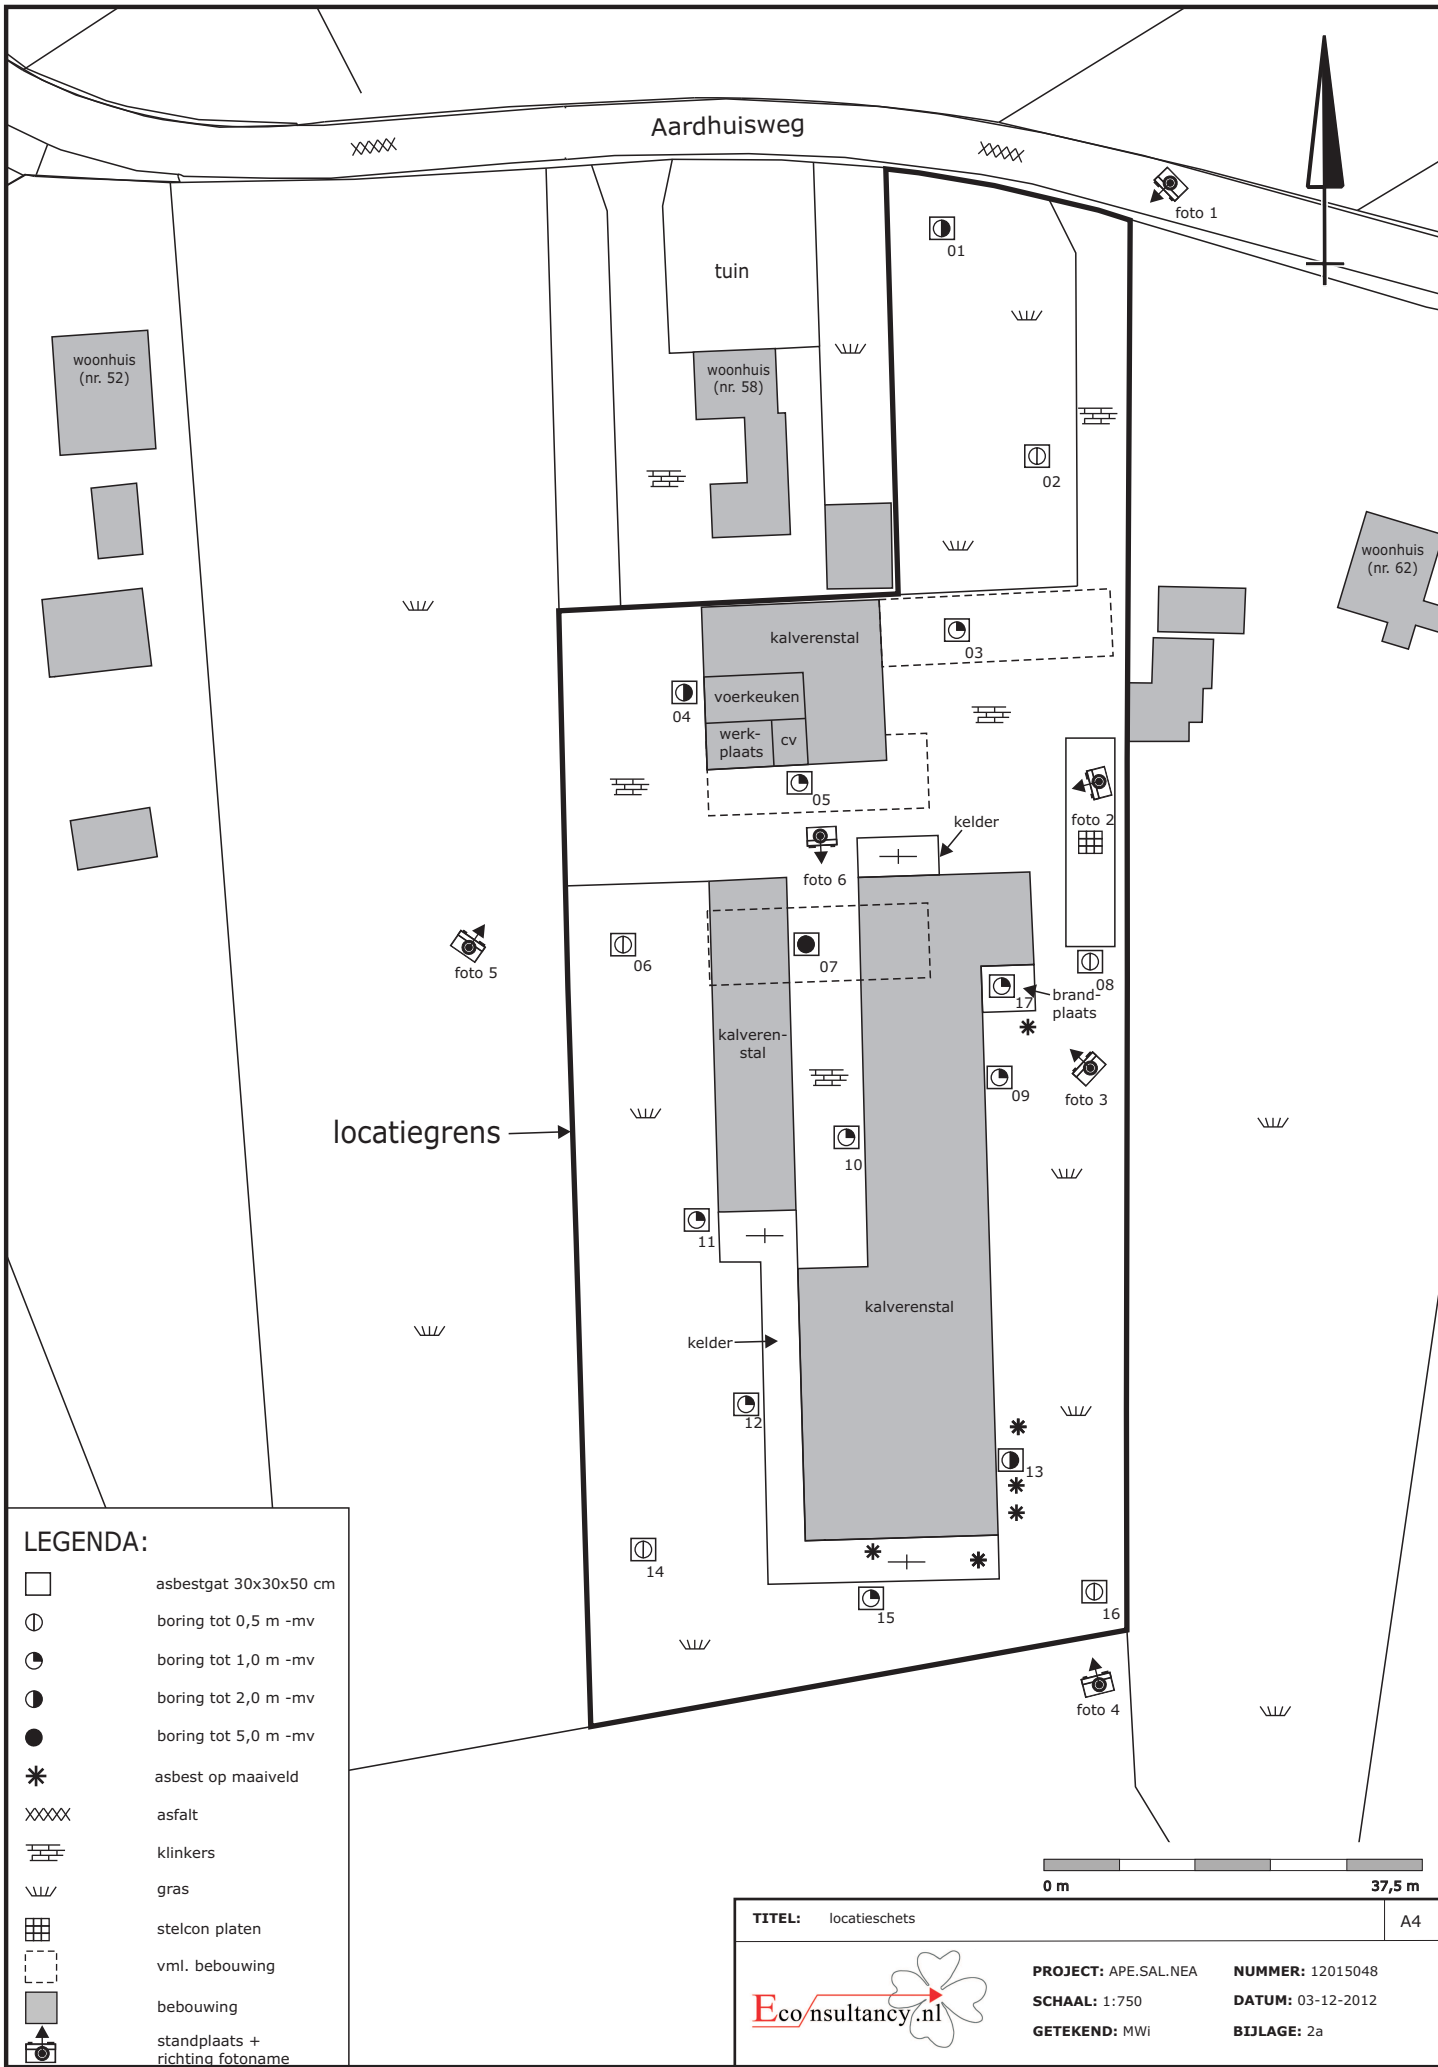 Aardhuisweg
foto 1
01
tuin
woonhuis
(nr. 52)
woonhuis
(nr. 58)
02
woonhuis
(nr. 62)
kalverenstal
03
voerkeuken
04
werk-
plaats
cv
05
foto 2
kelder
foto 6
06
07
08
foto 5
17
brand-
plaats
kalveren-
stal
09
foto 3
locatiegrens
10
11
kalverenstal
kelder
12
13
14
15
16
foto 4
LEGENDA:
asbestgat 30x30x50 cm
boring tot 0,5 m -mv
boring tot 1,0 m -mv
boring tot 2,0 m -mv
boring tot 5,0 m -mv
asbest op maaiveld
asfalt
klinkers
gras
stelcon platen
vml. bebouwing
bebouwing
standplaats +
richting fotoname
0 m 37,5 m
TITEL: locatieschets A4
Econsultancy.nl
PROJECT: APE.SAL.NEA NUMMER: 12015048
SCHAAL: 1:750 DATUM: 03-12-2012
GETEKEND: MWi BIJLAGE: 2a